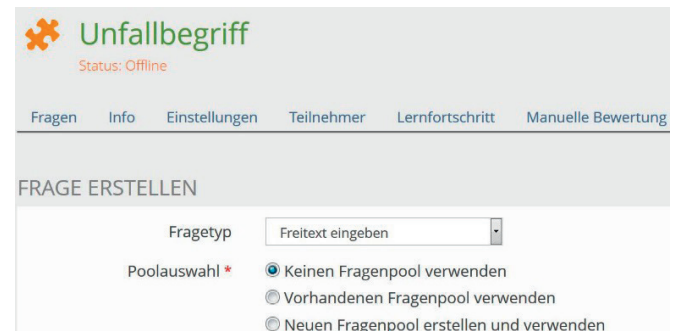 Unfallbegriff
Status: Offline
Fragen Info Einstellungen Teilnehmer Lernfortschritt Manuelle Bewertung
FRAGE ERSTELLEN
Fragetyp Freitext eingeben
Poolauswahl * Keinen Fragenpool verwenden
Vorhandenen Fragenpool verwenden
Neuen Fragenpool erstellen und verwenden